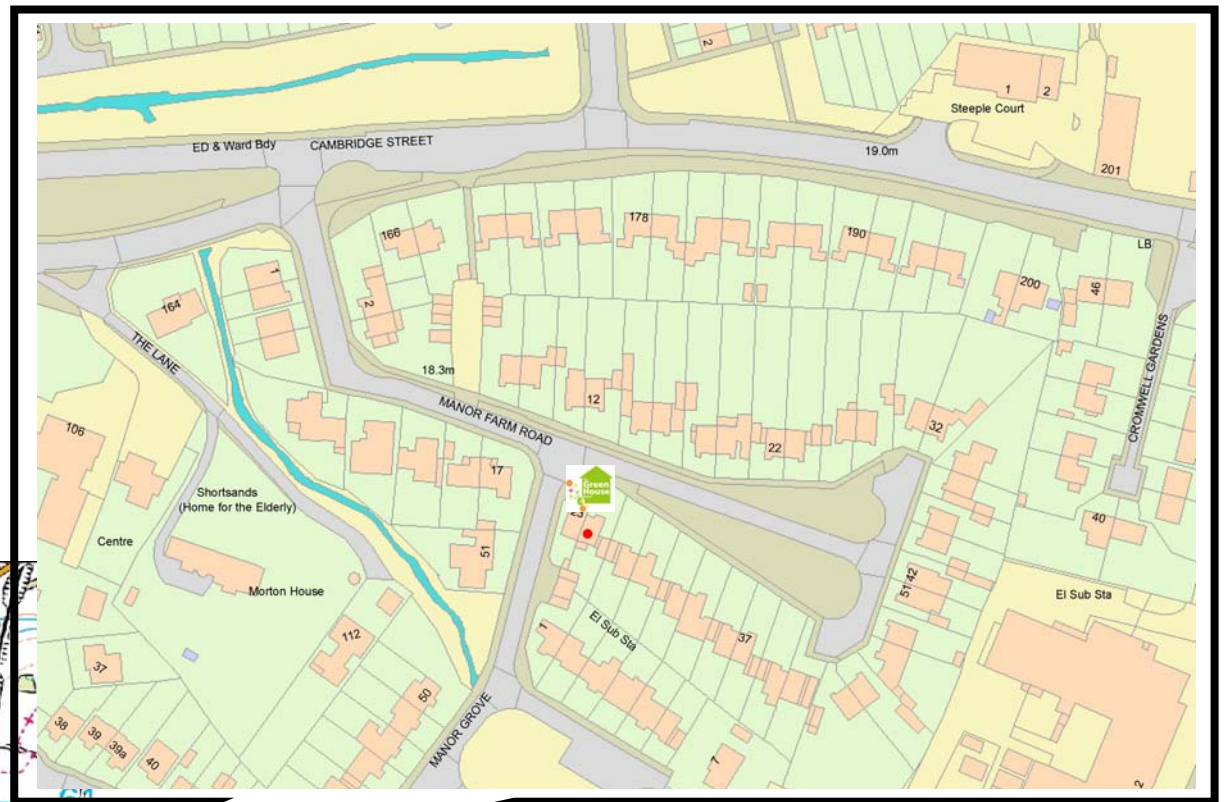 2
1 2
Steeple Court
ED & Ward Bdy
CAMBRIDGE STREET
19.0m
201
166
178
190
LB
164
1
2
200
46
THE LANE
18.3m
12
MANOR FARM ROAD
22
32
CROMWELL GARDENS
106
17
Green
House
Shortsands
(Home for the Elderly)
Centre
51
40
Morton House
51 42
El Sub Sta
El Sub Sta
112
1
37
37
50
MANOR GROVE
38
39
39a
40
7
2